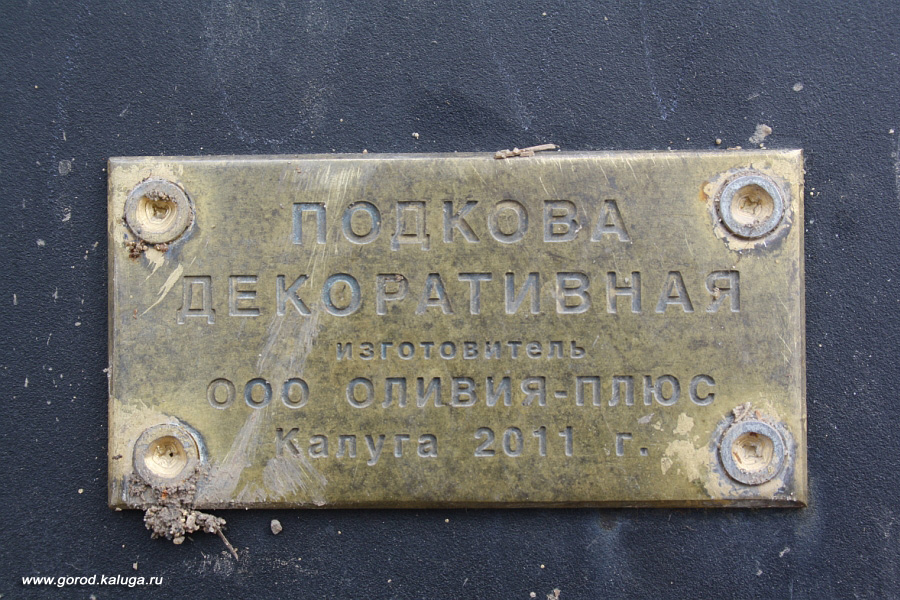 ПОДКОВА
ДЕКОРАТИВНАЯ
изготовитель
ООО ОЛИВИЯ-ПЛЮС
Калуга 2011 г.
www.gorod.kaluga.ru